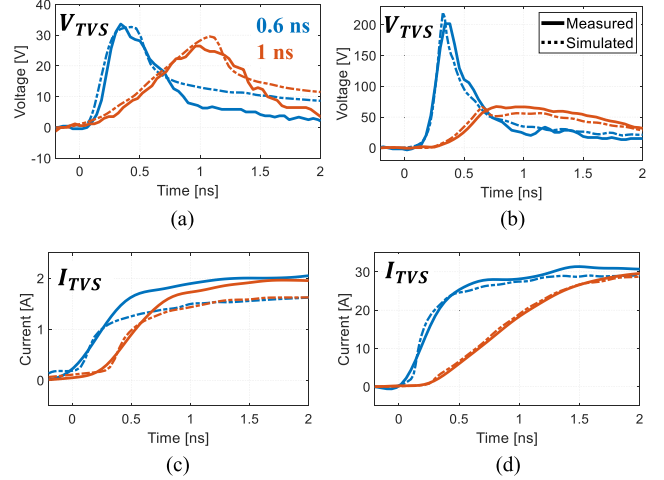 V_TVS
0.6 ns
1 ns
Voltage [V]
40
30
20
10
0
-10
0
0.5
1
1.5
2
Time [ns]
(a)
V_TVS
Measured
Simulated
Voltage [V]
200
150
100
50
0
0
0.5
1
1.5
2
Time [ns]
(b)
I_TVS
Current [A]
2
1
0
0
0.5
1
1.5
2
Time [ns]
(c)
I_TVS
Current [A]
30
20
10
0
0
0.5
1
1.5
2
Time [ns]
(d)